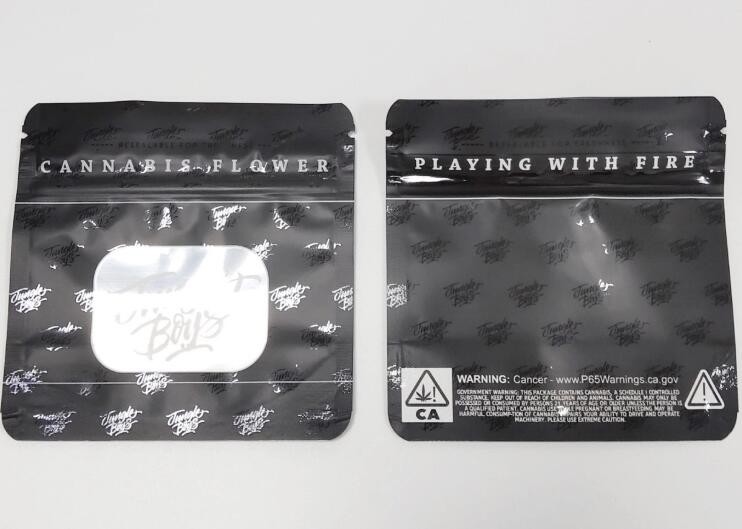 RESEALABLE FOR FRESHNESS
CANNABIS FLOWER
Jungle
Boys
RESEALABLE FOR FRESHNESS
PLAYING WITH FIRE
Jungle
Boys
WARNING: Cancer - www.P65Warnings.ca.gov
GOVERNMENT WARNING: THIS PACKAGE CONTAINS CANNABIS, A SCHEDULE I CONTROLLED
SUBSTANCE. KEEP OUT OF REACH OF CHILDREN AND ANIMALS. CANNABIS MAY ONLY BE
POSSESSED OR CONSUMED BY PERSONS 21 YEARS OF AGE OR OLDER UNLESS THE PERSON IS
A QUALIFIED PATIENT. CANNABIS USE WHILE PREGNANT OR BREASTFEEDING MAY BE
HARMFUL. CONSUMPTION OF CANNABIS IMPAIRS YOUR ABILITY TO DRIVE AND OPERATE
MACHINERY. PLEASE USE EXTREME CAUTION.
CA